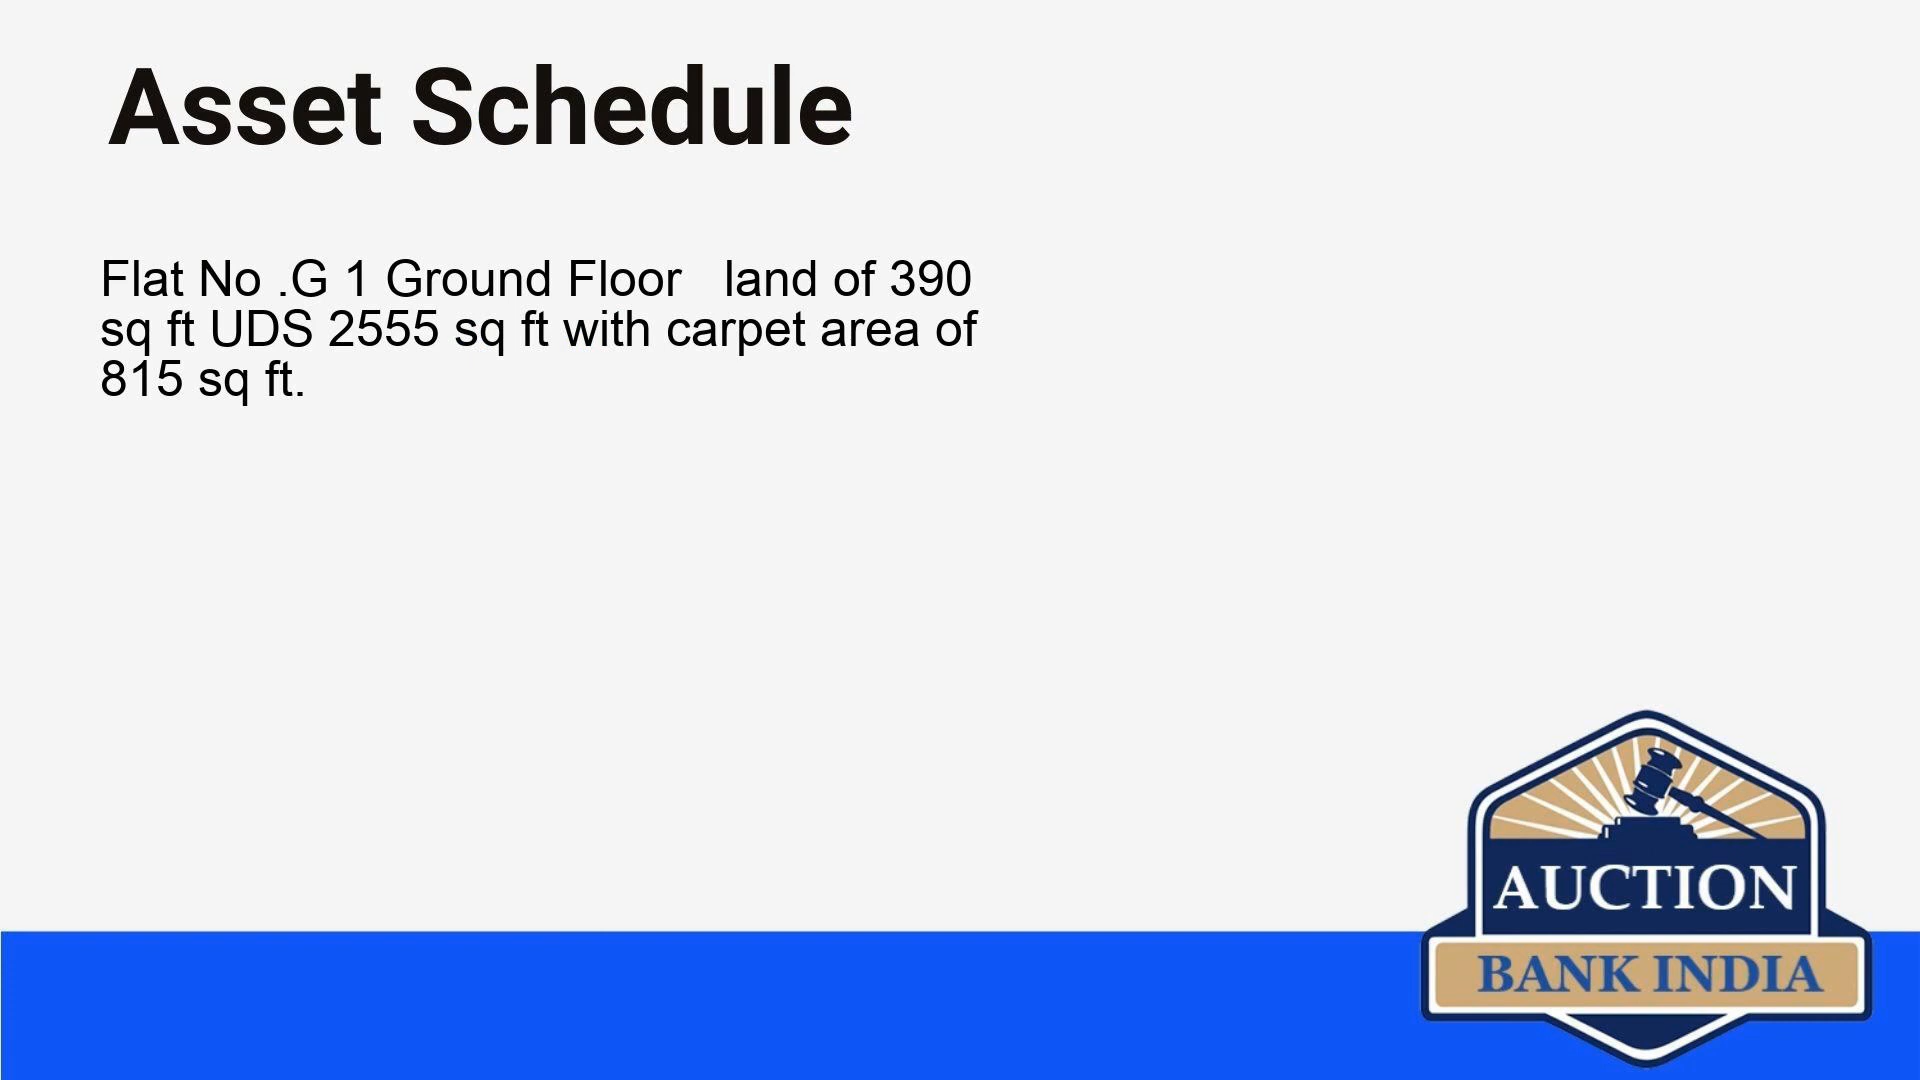 Asset Schedule
Flat No .G 1 Ground Floor   land of 390
sq ft UDS 2555 sq ft with carpet area of
815 sq ft.
AUCTION
BANK INDIA